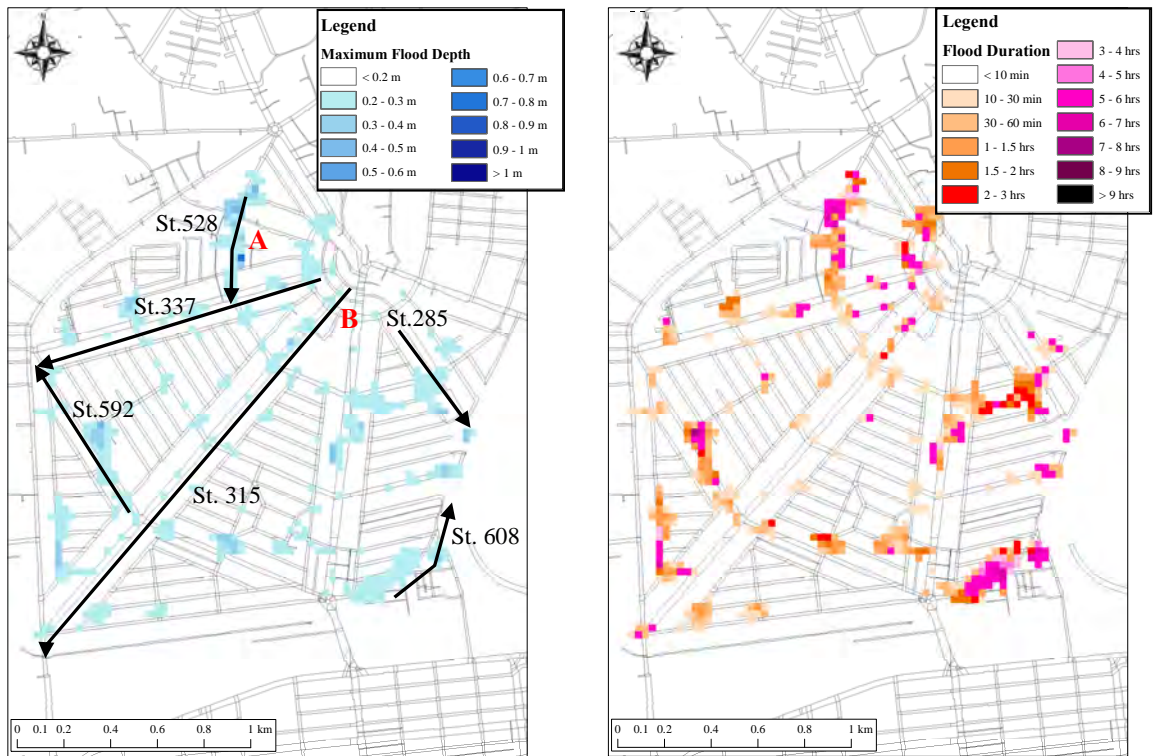 N
Legend
Maximum Flood Depth
< 0.2 m
0.2 - 0.3 m
0.3 - 0.4 m
0.4 - 0.5 m
0.5 - 0.6 m
0.6 - 0.7 m
0.7 - 0.8 m
0.8 - 0.9 m
0.9 - 1 m
> 1 m
St.528
A
St.337
B
St.285
St.592
St. 315
St. 608
0 0.1 0.2 0.4 0.6 0.8 1 km
N
Legend
Flood Duration
< 10 min
10 - 30 min
30 - 60 min
1 - 1.5 hrs
1.5 - 2 hrs
2 - 3 hrs
3 - 4 hrs
4 - 5 hrs
5 - 6 hrs
6 - 7 hrs
7 - 8 hrs
8 - 9 hrs
> 9 hrs
0 0.1 0.2 0.4 0.6 0.8 1 km